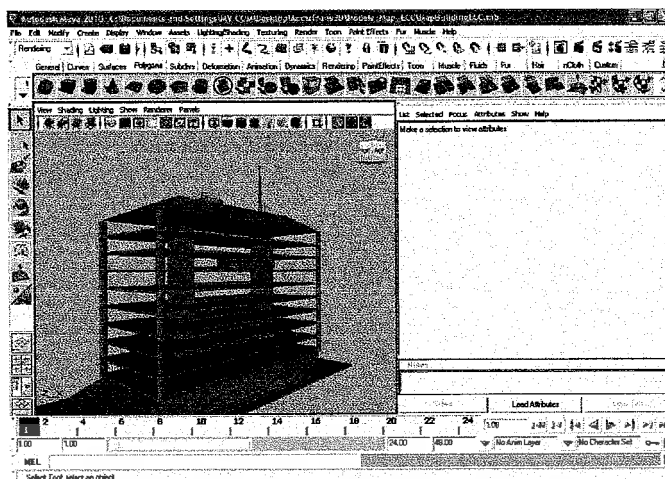 Autodesk Maya 2010
File Edit Modify Create Display Window Assets Lighting/Shading Texturing Render Toon Paint Effects Fur Muscle Help
Rendering
General Curves Surfaces Polygons Subdivs Deformation Animation Dynamics Rendering PaintEffects Toon Muscle Fluids Fur Hair nCloth Custom
View Shading Lighting Show Renderer Panels
List Selected Focus Attributes Show Help
Make a selection to view attributes
Load Attributes
2 4 6 8 10 12 14 16 18 20 22 24
1.00
1.00 1.00 24.00 48.00 No Anim Layer No Character Set
MEL
Select Tool: select an object